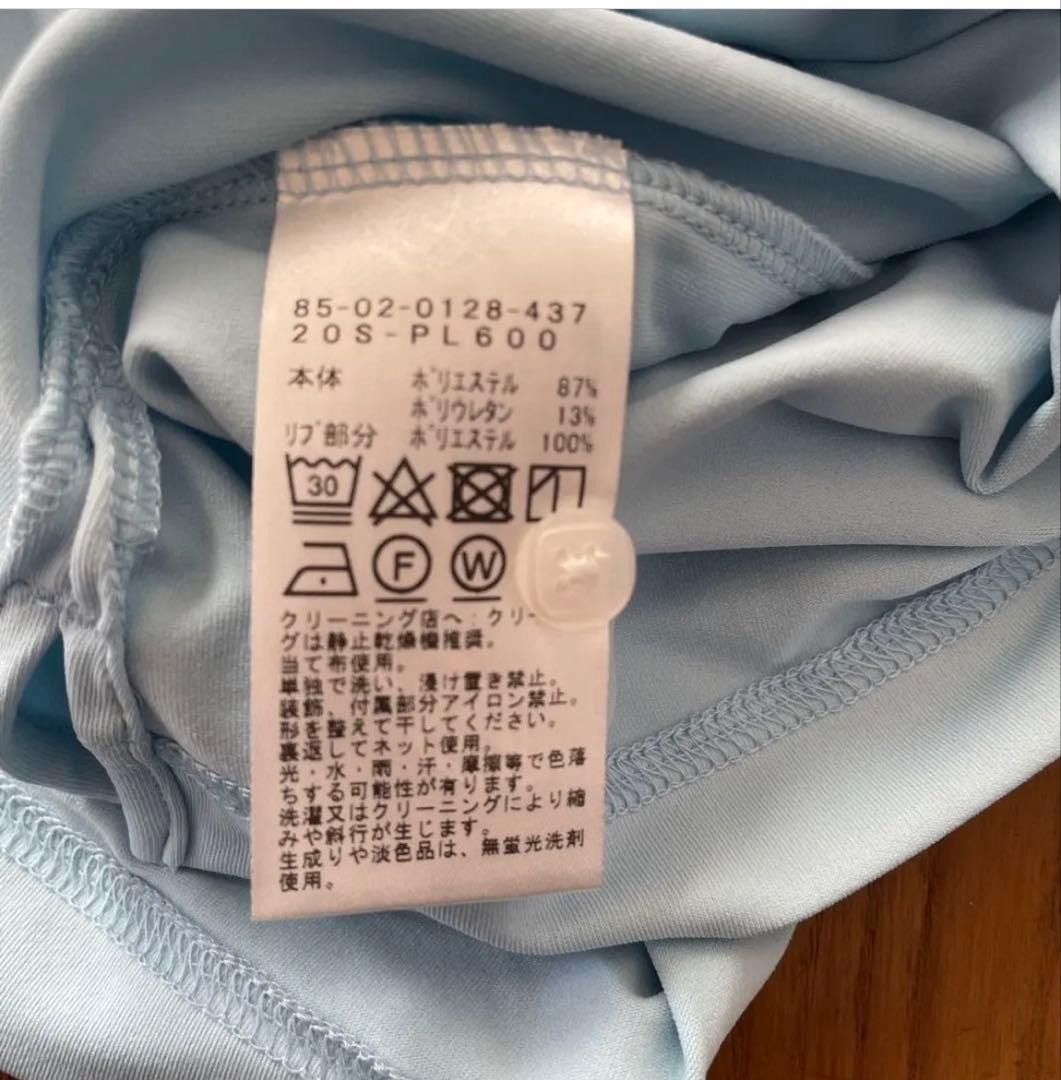 85-02-0128-437
20S-PL600
本体 ポリエステル 87%
ポリウレタン 13%
リブ部分 ポリエステル 100%
30
F W
クリーニング店へ：クリー
グは静止乾燥機推奨。
当て布使用。
単独で洗い、浸け置き禁止。
装飾、付属部分アイロン禁止。
形を整えて干してください。
裏返してネット使用。
光・水・雨・汗・摩擦等で色落
ちする可能性が有ります。
洗濯又はクリーニングにより縮
みや斜行が生じます。
生成りや淡色品は、無蛍光洗剤
使用。